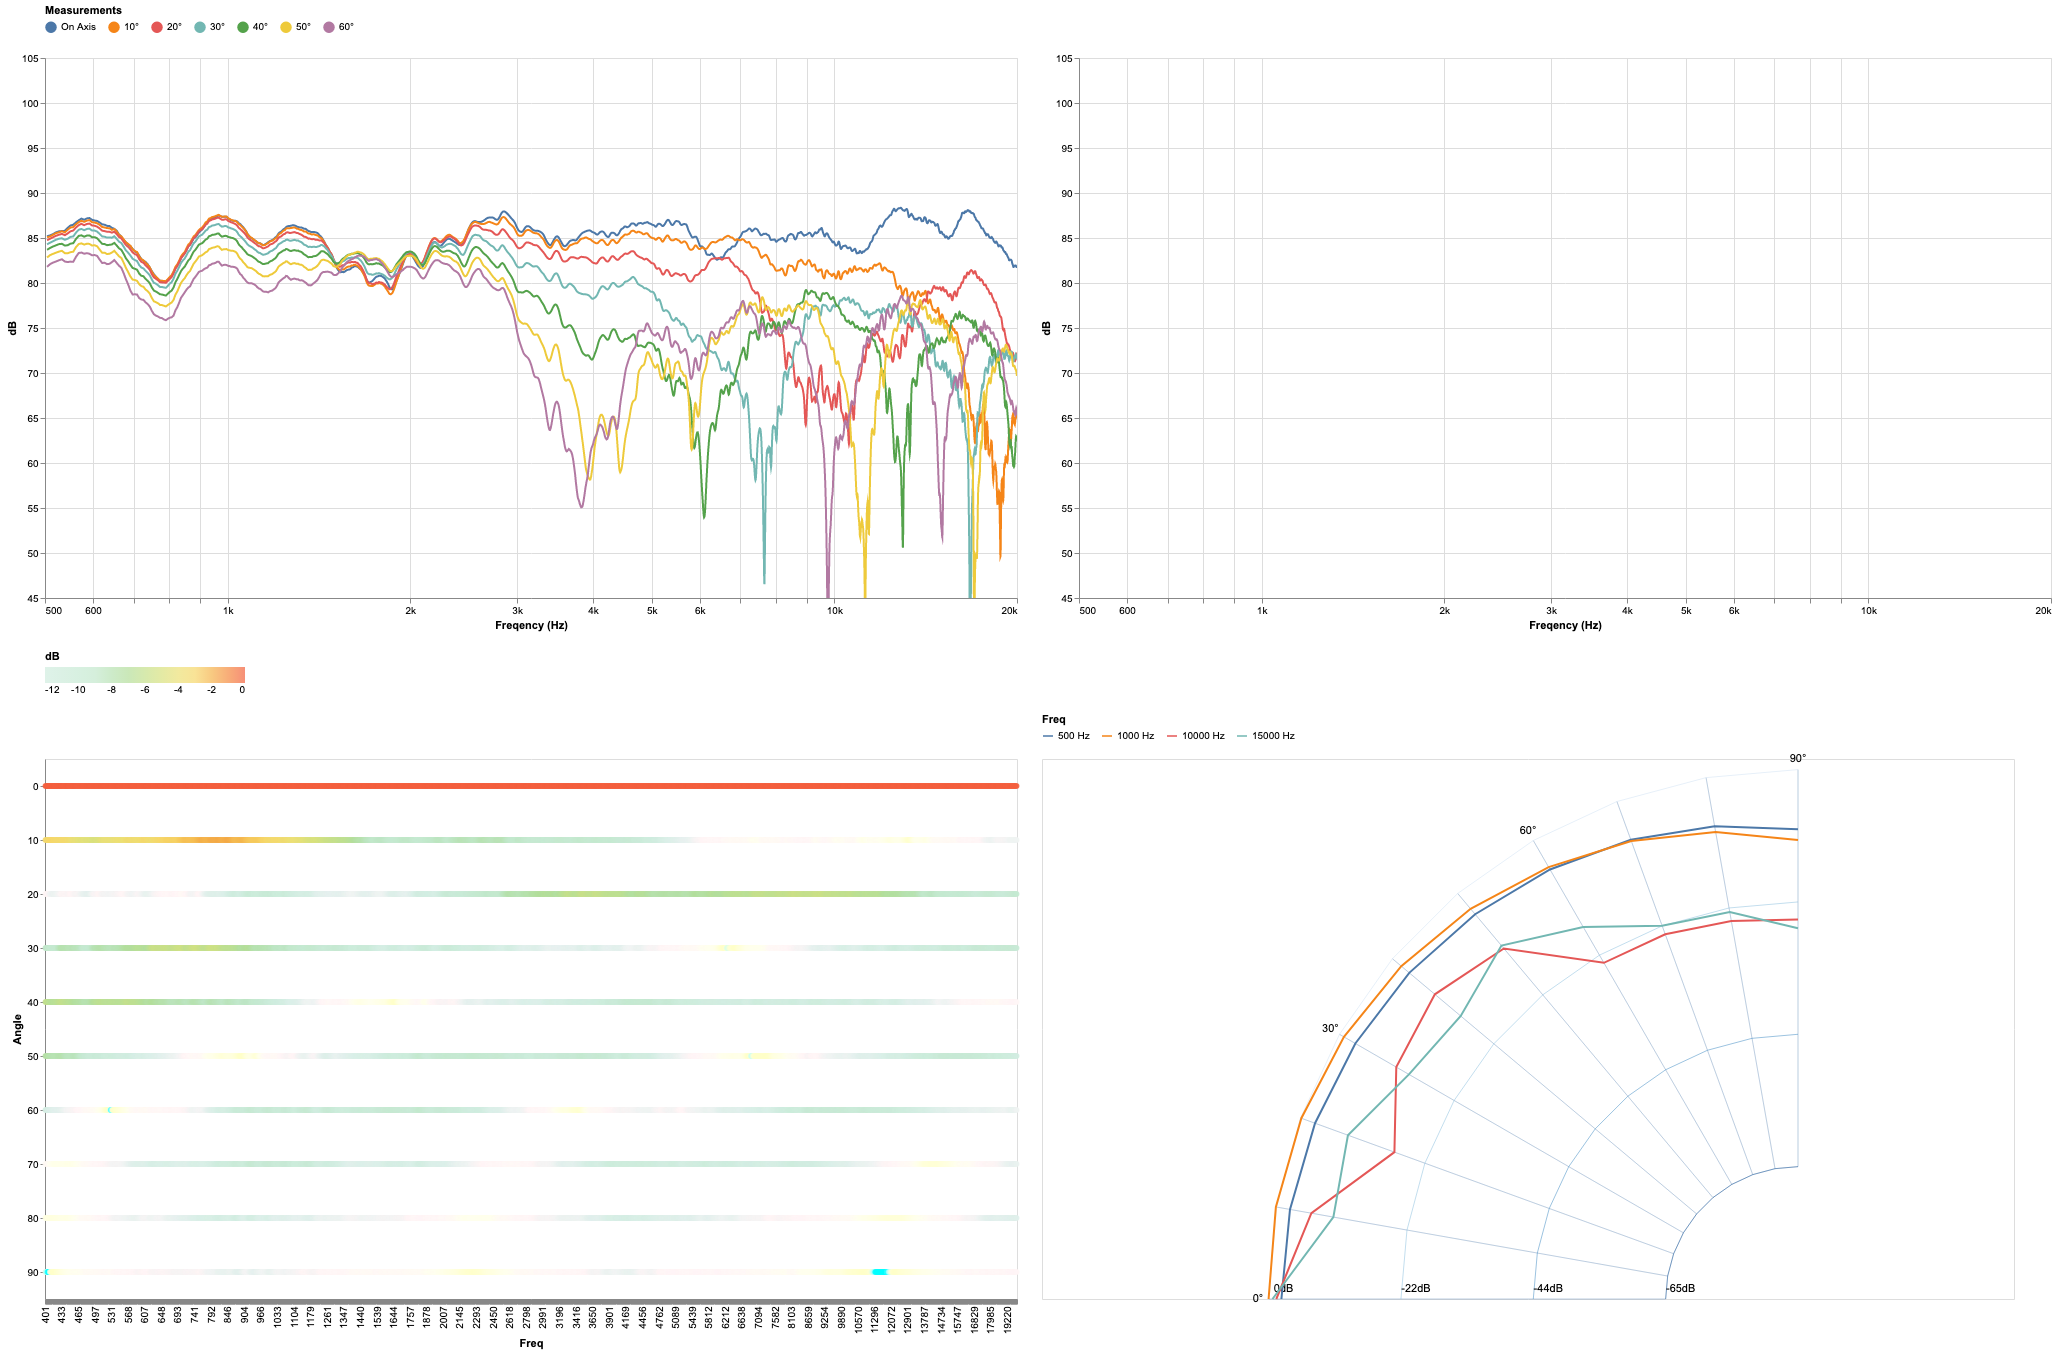 Measurements
On Axis 10° 20° 30° 40° 50° 60°
105 100 95 90 85 80 75 70 65 60 55 50 45
dB
500 600 1k 2k 3k 4k 5k 6k 10k 20k
Freqency (Hz)
105 100 95 90 85 80 75 70 65 60 55 50 45
dB
500 600 1k 2k 3k 4k 5k 6k 10k 20k
Freqency (Hz)
dB
-12 -10 -8 -6 -4 -2 0
0 10 20 30 40 50 60 70 80 90
Angle
401 433 465 497 531 568 607 648 693 741 792 846 904 966 1033 1104 1179 1261 1347 1440 1539 1644 1757 1878 2007 2145 2293 2450 2618 2798 2991 3196 3416 3650 3901 4169 4456 4762 5089 5439 5812 6212 6638 7094 7582 8103 8659 9254 9890 10570 11296 12072 12901 13787 14734 15747 16829 17985 19220
Freq
Freq
500 Hz 1000 Hz 10000 Hz 15000 Hz
90°
60°
30°
0°
0dB -22dB -44dB -65dB